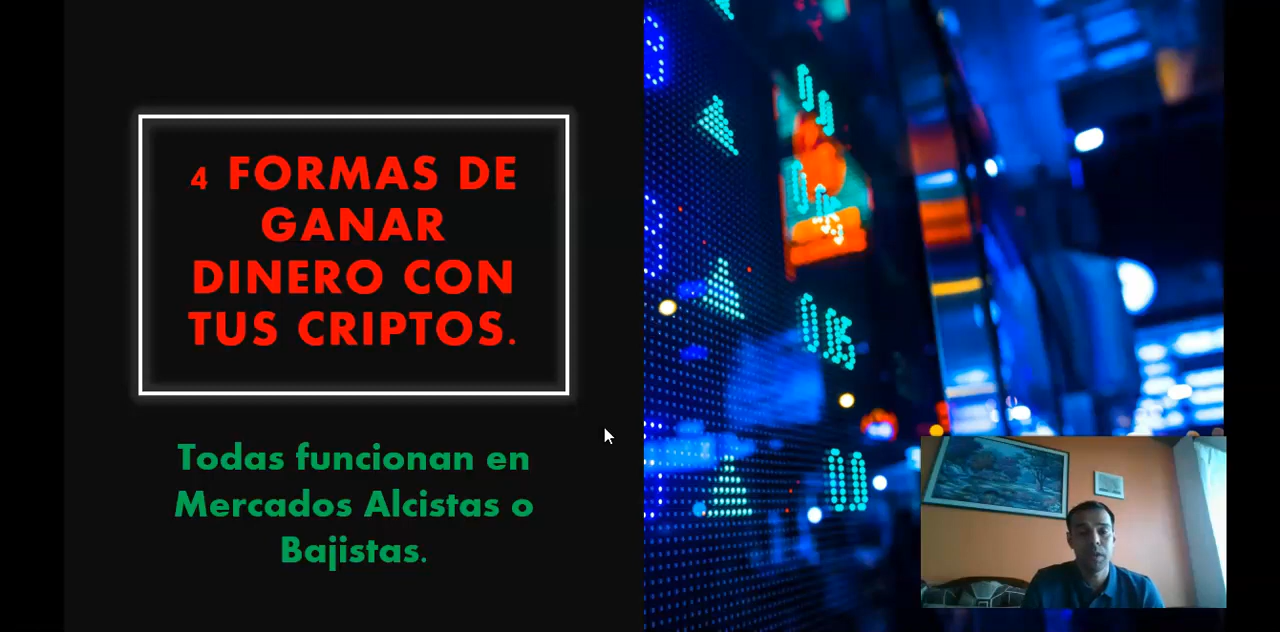 4 FORMAS DE
GANAR
DINERO CON
TUS CRIPTOS.
Todas funcionan en
Mercados Alcistas o
Bajistas.